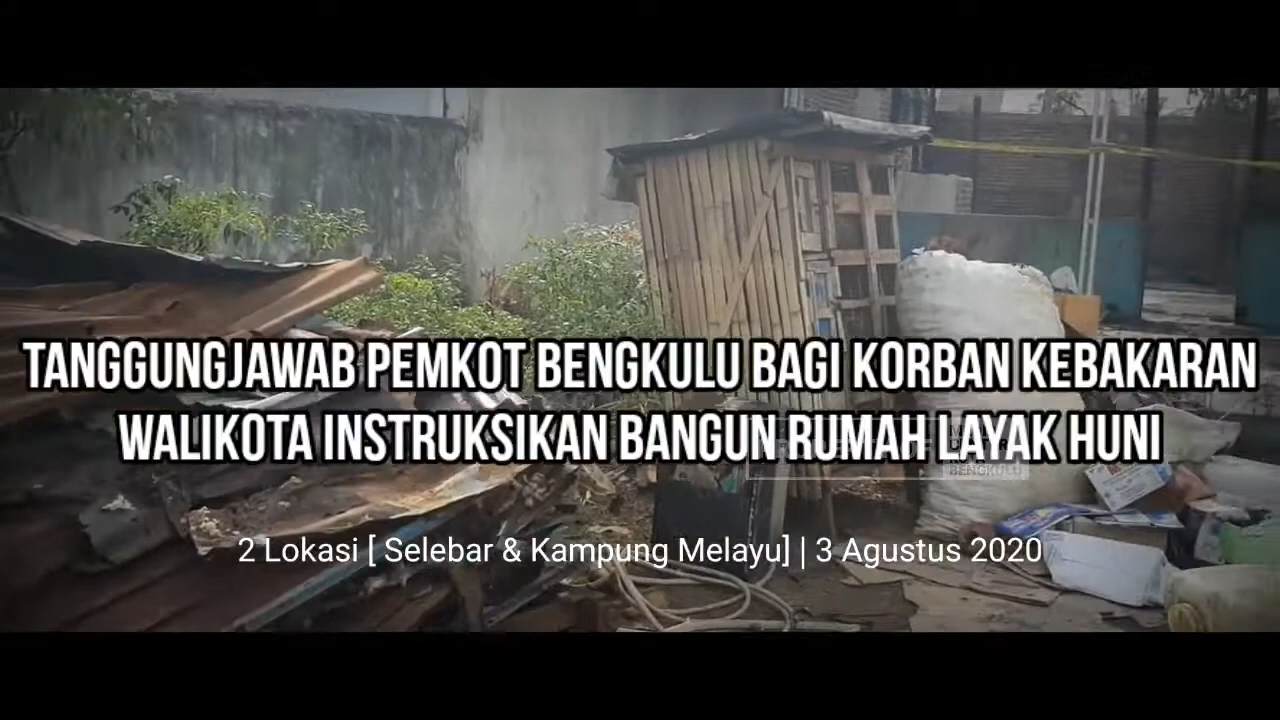 TANGGUNGJAWAB PEMKOT BENGKULU BAGI KORBAN KEBAKARAN
WALIKOTA INSTRUKSIKAN BANGUN RUMAH LAYAK HUNI
BENGKULU
2 Lokasi [ Selebar & Kampung Melayu] | 3 Agustus 2020